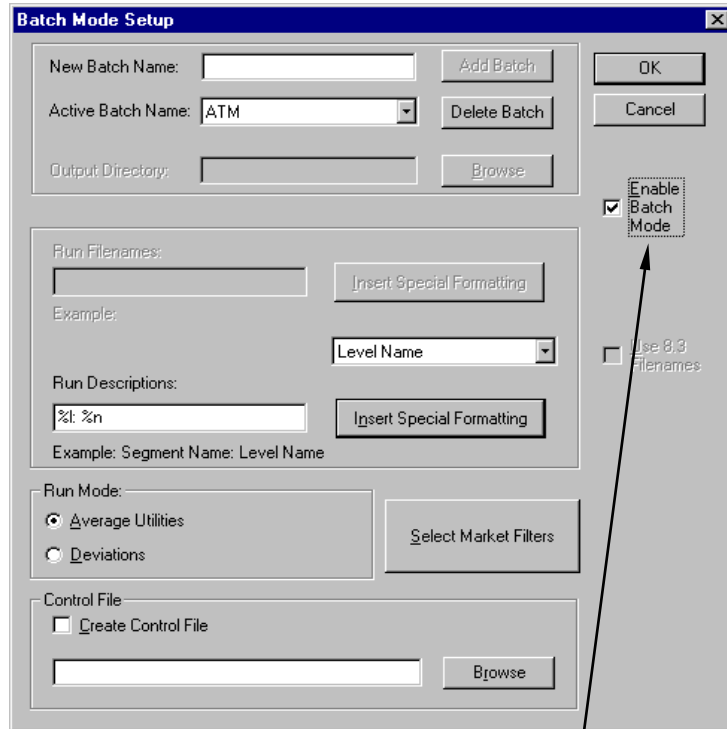 Batch Mode Setup
New Batch Name:
Add Batch
OK
Active Batch Name:
ATM
Delete Batch
Cancel
Output Directory:
Browse
Enable
Batch
Mode
Run Filenames:
Insert Special Formatting
Example:
Level Name
Use 8.3
Filenames
Run Descriptions:
%l: %n
Insert Special Formatting
Example: Segment Name: Level Name
Run Mode:
Average Utilities
Deviations
Select Market Filters
Control File
Create Control File
Browse